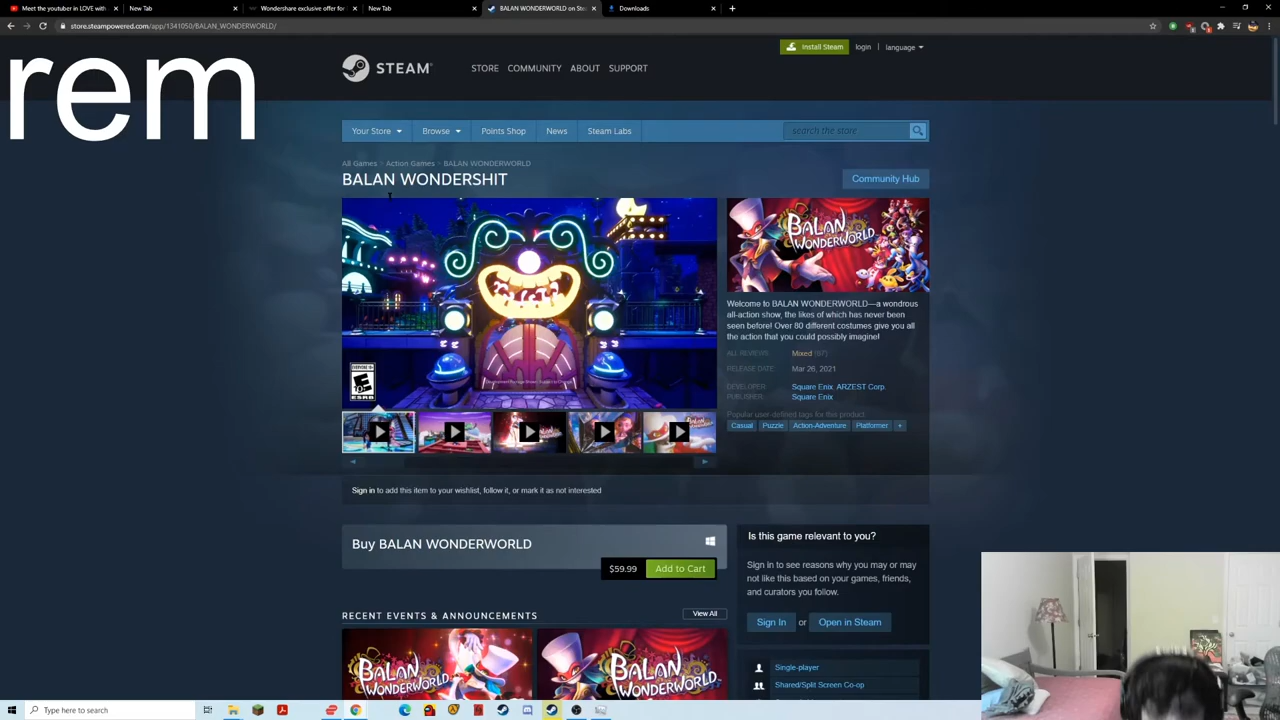 Meet the youtuber in LOVE with
New Tab
Wondershare exclusive offer for
New Tab
BALAN WONDERWORLD on Ste
Downloads
store.steampowered.com/app/1341050/BALAN_WONDERWORLD/
rem
Install Steam
login
language
STEAM
STORE
COMMUNITY
ABOUT
SUPPORT
Your Store
Browse
Points Shop
News
Steam Labs
search the store
All Games > Action Games > BALAN WONDERWORLD
BALAN WONDERSHIT
Community Hub
BALAN
WONDERWORLD
EVERYONE 10+
E
ESRB
Welcome to BALAN WONDERWORLD—a wondrous
all-action show, the likes of which has never been
seen before! Over 80 different costumes give you all
the action that you could possibly imagine!
ALL REVIEWS: Mixed (97)
RELEASE DATE: Mar 26, 2021
DEVELOPER: Square Enix, ARZEST Corp.
PUBLISHER: Square Enix
Popular user-defined tags for this product:
Casual
Puzzle
Action-Adventure
Platformer
+
Sign in to add this item to your wishlist, follow it, or mark it as not interested
Buy BALAN WONDERWORLD
$59.99
Add to Cart
Is this game relevant to you?
Sign in to see reasons why you may or may
not like this based on your games, friends,
and curators you follow.
Sign In or Open in Steam
RECENT EVENTS & ANNOUNCEMENTS
View All
BALAN
WONDERWORLD
BALAN
WONDERWORLD
Single-player
Shared/Split Screen Co-op
Type here to search